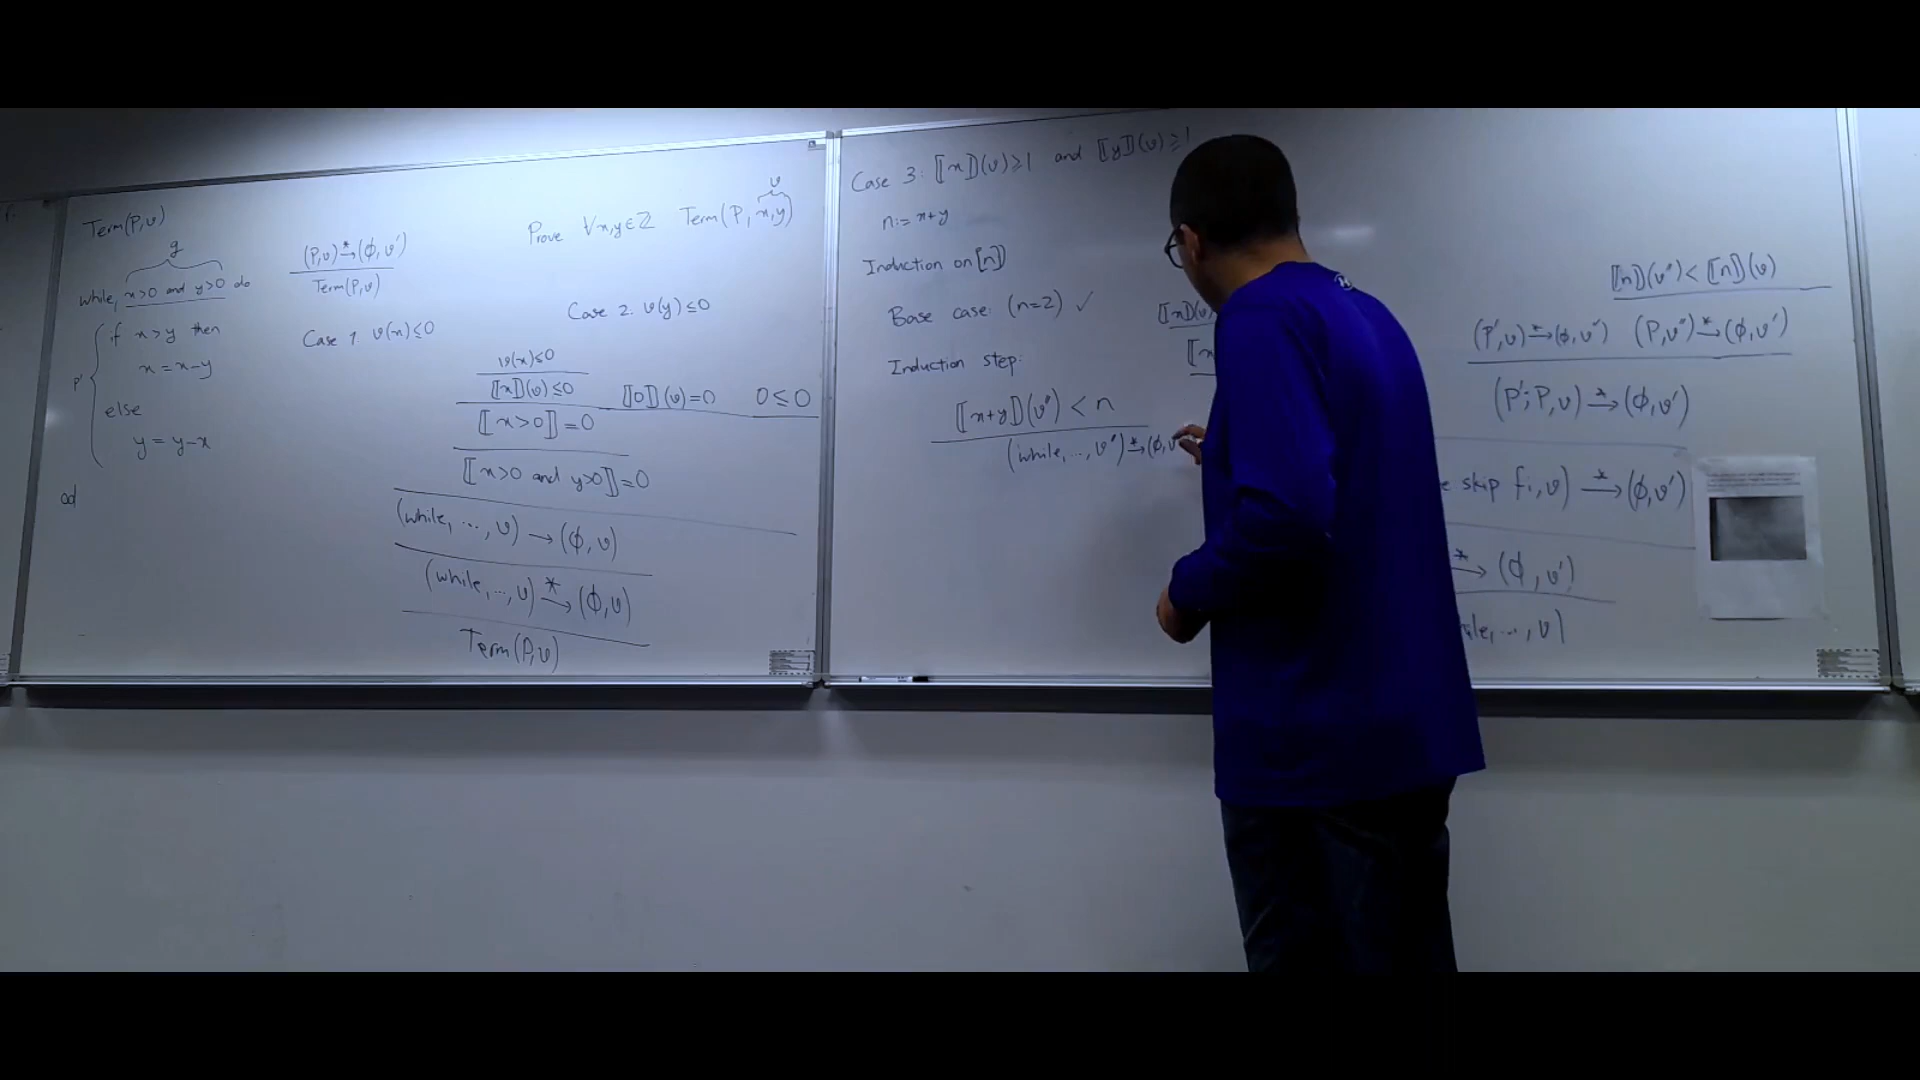 Term(P,v)
g
while, x>0 and y>0 do
P' if x>y then
x = x-y
else
y = y-x
od
(P,v) →* (ϕ,v')
Term(P,v)
Prove ∀x,y∈ℤ Term(P, x,y)
v
Case 1. v(x)≤0
Case 2. v(y)≤0
v(x)≤0
⟦x⟧(v)≤0 ⟦0⟧(v)=0 0≤0
⟦x>0⟧=0
⟦x>0 and y>0⟧=0
(while, ..., v) → (ϕ,v)
(while, ..., v) →* (ϕ,v)
Term(P,v)
Case 3: ⟦x⟧(v)≥1 and ⟦y⟧(v)≥1
n:= x+y
Induction on [n]
Base case: (n=2) ✓
Induction step:
⟦x+y⟧(v'') < n
(while, ..., v'') →* (ϕ,v
⟦x⟧(v)
⟦x
⟦n⟧(v'') < ⟦n⟧(v)
(P',v) →* (ϕ,v'') (P,v'') →* (ϕ,v')
(P';P,v) →* (ϕ,v')
e skip fi, v) →* (ϕ,v')
→* (ϕ,v')
ile, ..., v)